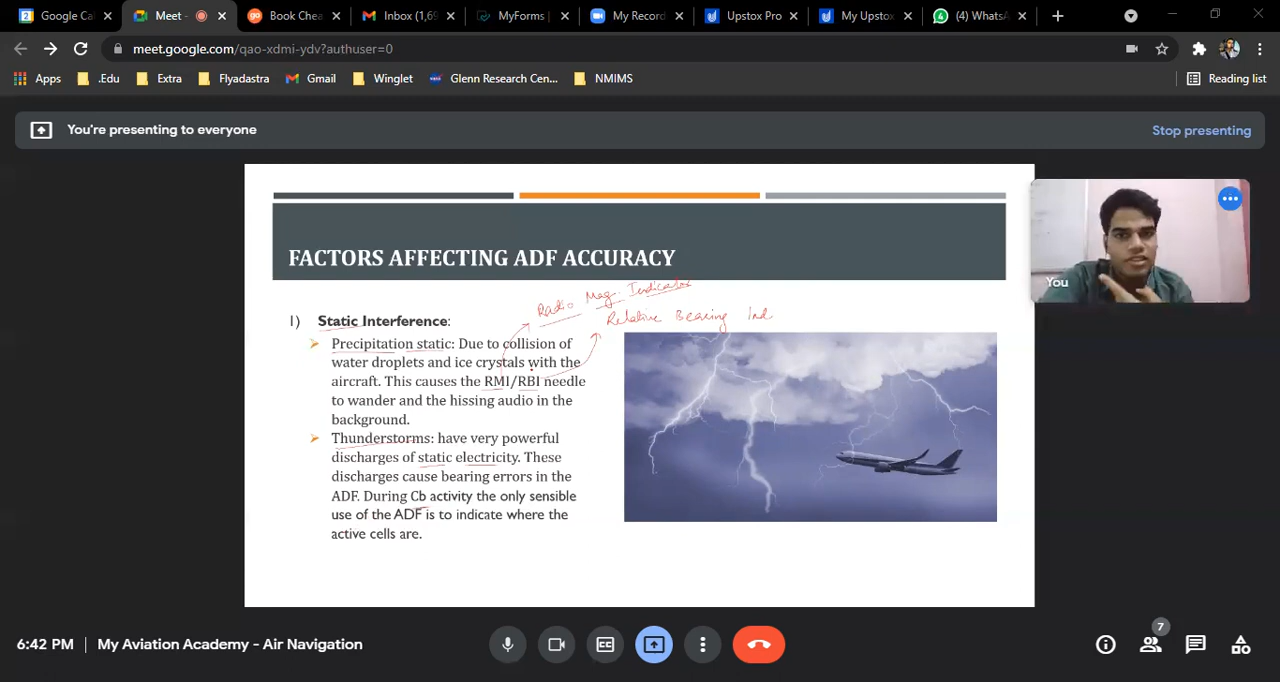 Google Ca
Meet -
Book Chea
Inbox (1,69
MyForms |
My Record
Upstox Pro
My Upstox
(4) WhatsA
meet.google.com/qao-xdmi-ydv?authuser=0
Apps
.Edu
Extra
Flyadastra
Gmail
Winglet
Glenn Research Cen...
NMIMS
Reading list
You're presenting to everyone
Stop presenting
FACTORS AFFECTING ADF ACCURACY
Radio Mag. Indicator
Relative Bearing Ind
1) Static Interference:
Precipitation static: Due to collision of
water droplets and ice crystals with the
aircraft. This causes the RMI/RBI needle
to wander and the hissing audio in the
background.
Thunderstorms: have very powerful
discharges of static electricity. These
discharges cause bearing errors in the
ADF. During Cb activity the only sensible
use of the ADF is to indicate where the
active cells are.
You
6:42 PM | My Aviation Academy - Air Navigation
7